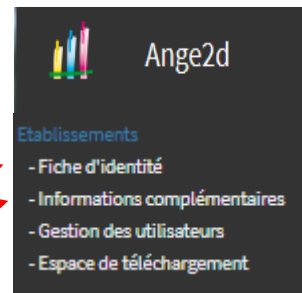 Ange2d
Etablissements
- Fiche d'identité
- Informations complémentaires
- Gestion des utilisateurs
- Espace de téléchargement